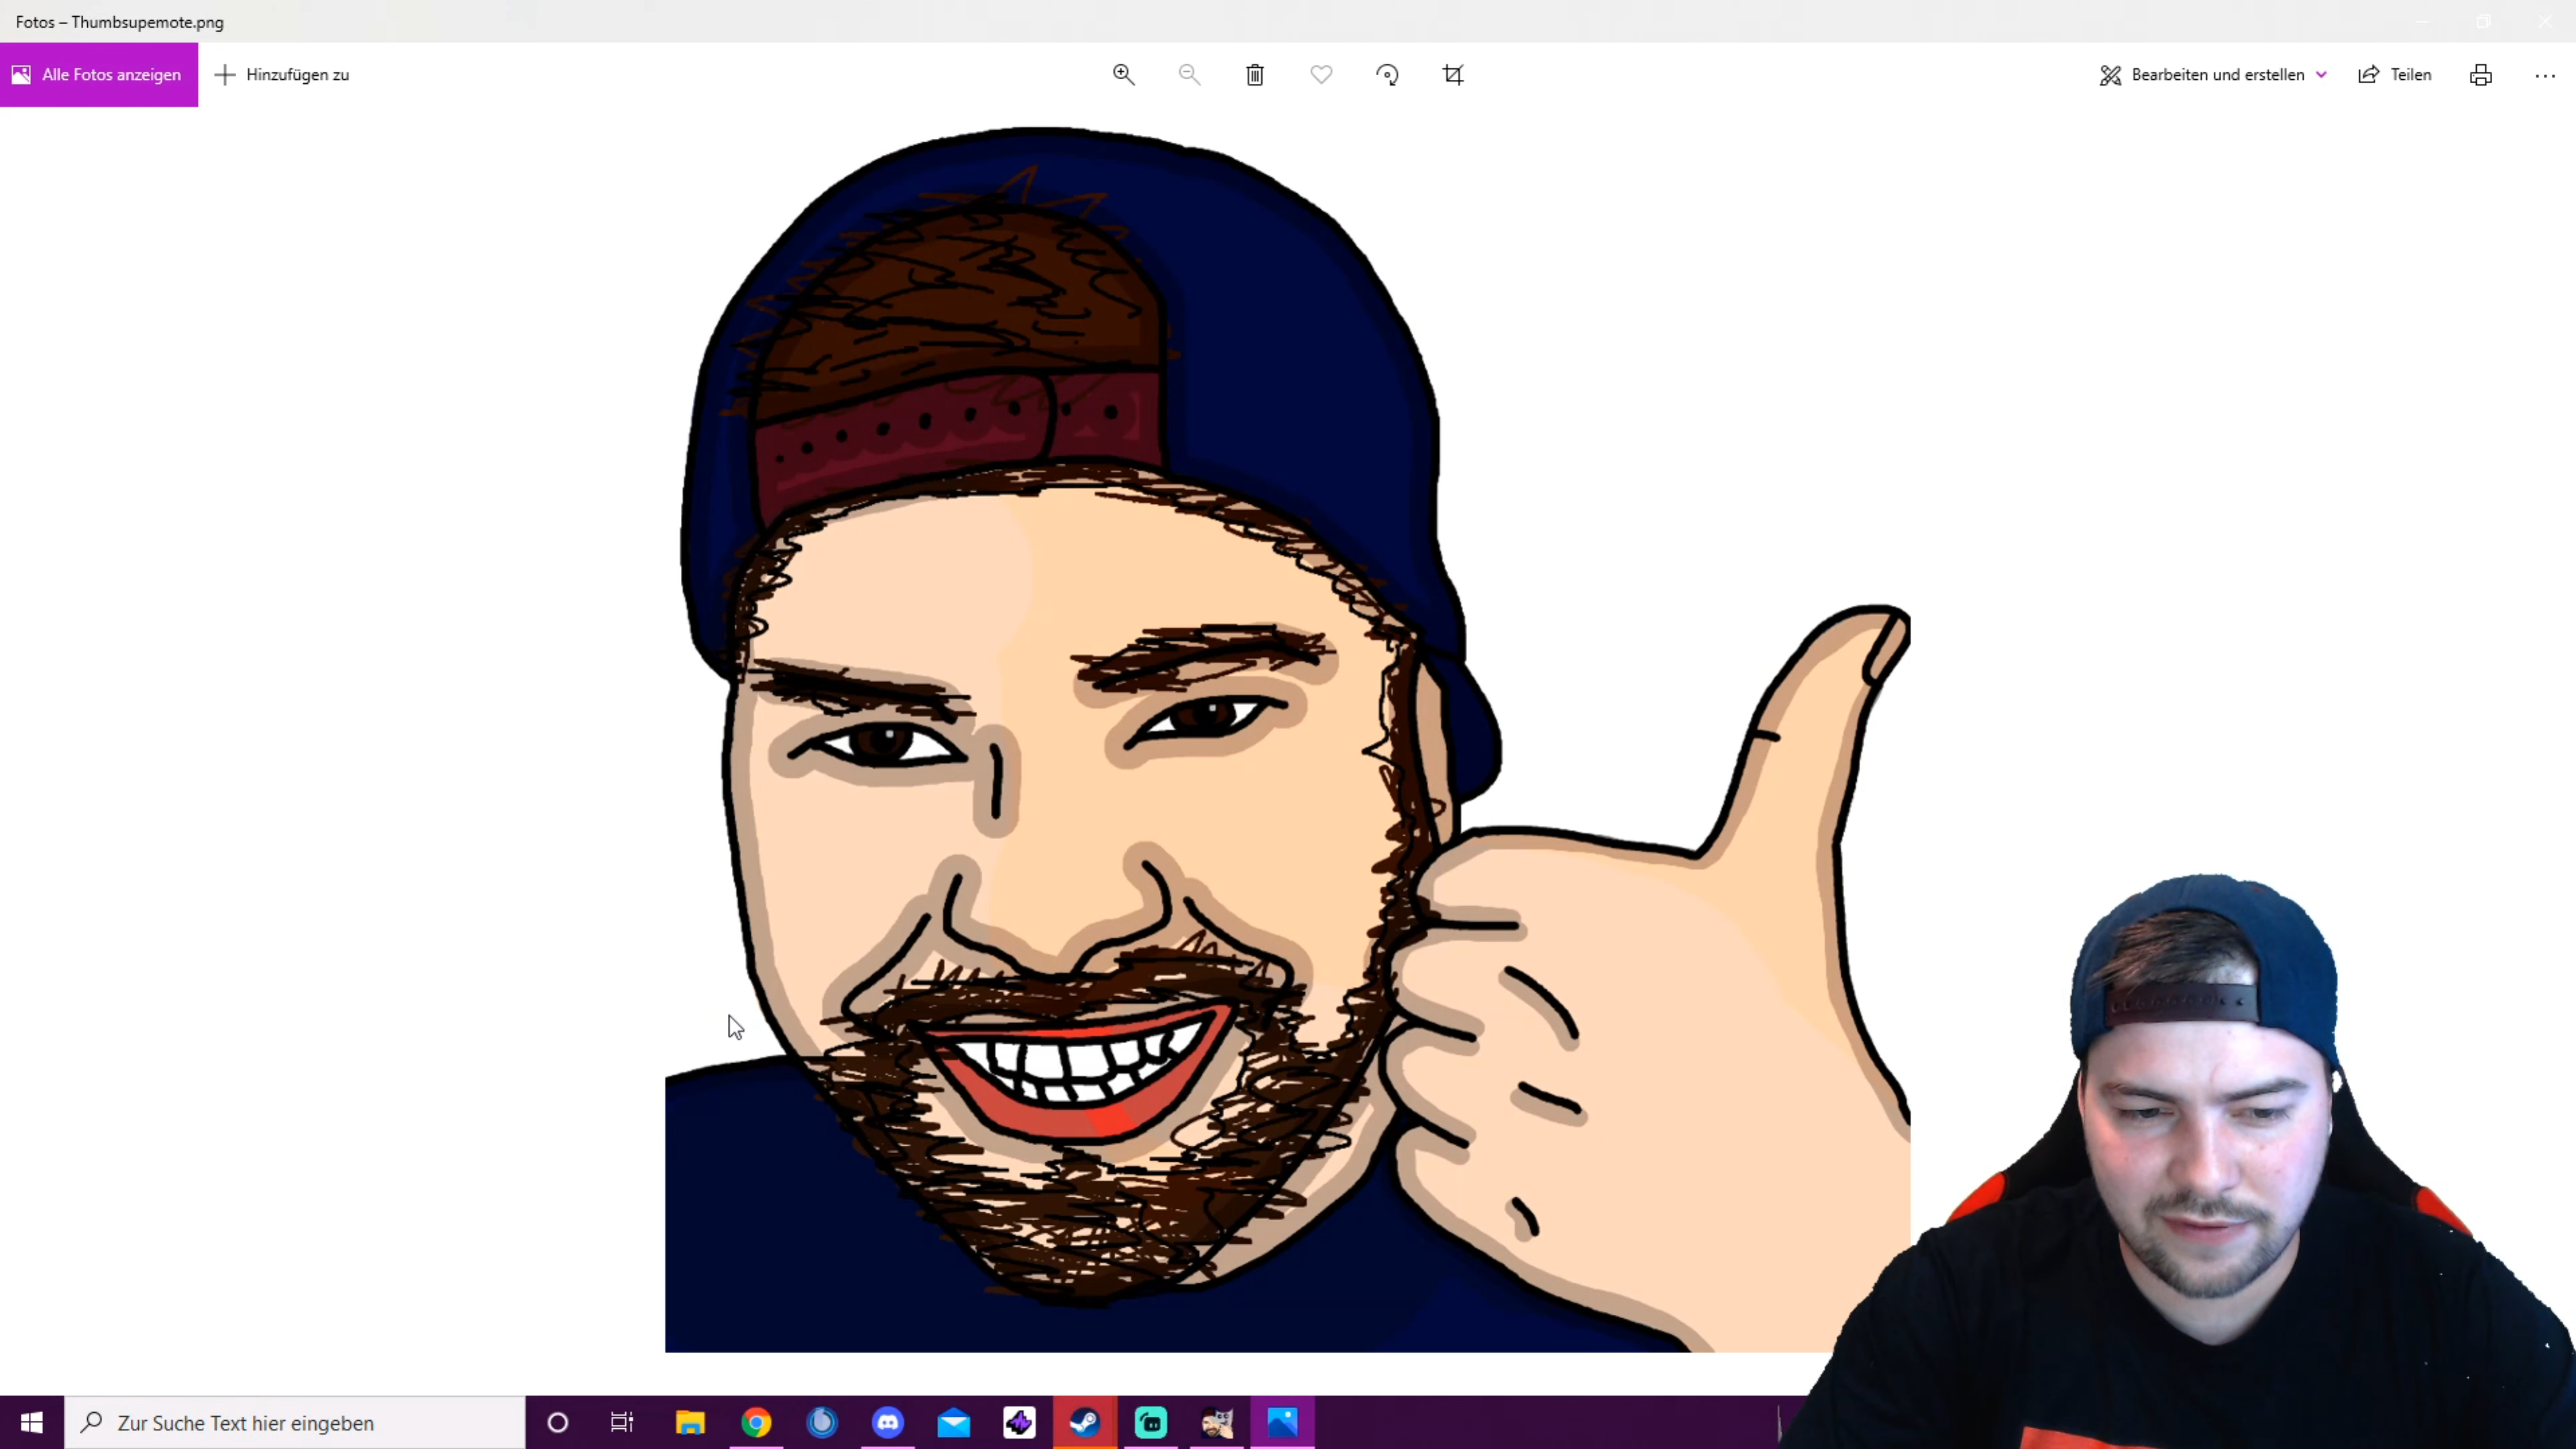 Fotos – Thumbsupemote.png
Alle Fotos anzeigen
Hinzufügen zu
Bearbeiten und erstellen
Teilen
Zur Suche Text hier eingeben